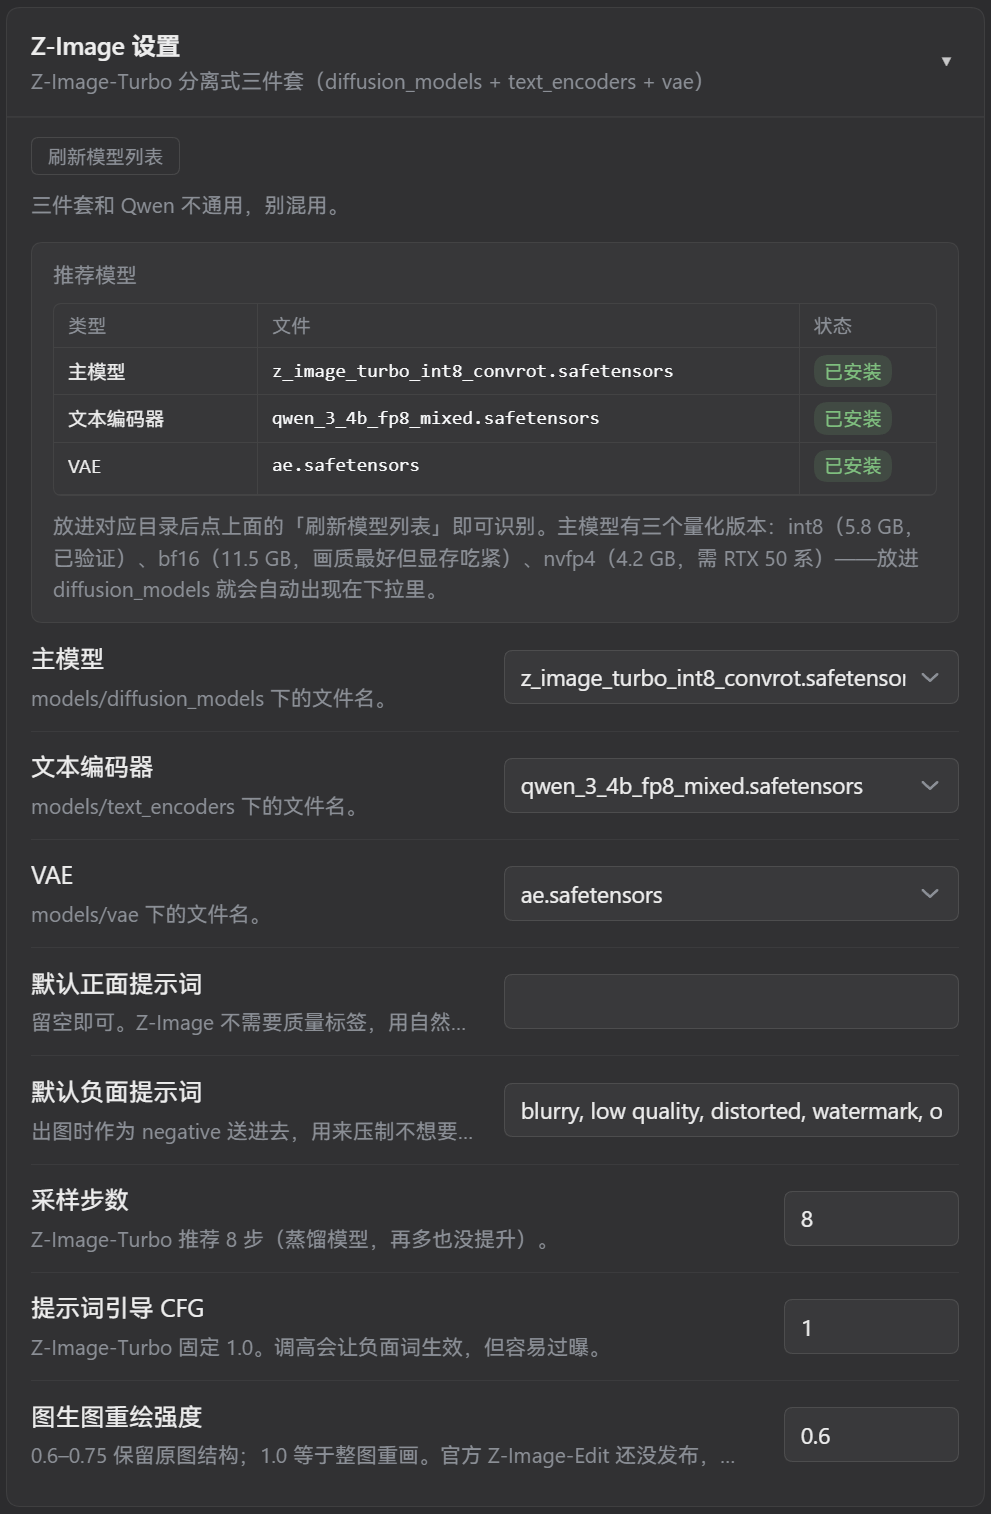 Z-Image 设置
Z-Image-Turbo 分离式三件套（diffusion_models + text_encoders + vae）
刷新模型列表
三件套和 Qwen 不通用，别混用。
推荐模型
类型 文件 状态
主模型 z_image_turbo_int8_convrot.safetensors 已安装
文本编码器 qwen_3_4b_fp8_mixed.safetensors 已安装
VAE ae.safetensors 已安装
放进对应目录后点上面的「刷新模型列表」即可识别。主模型有三个量化版本：int8（5.8 GB，
已验证）、bf16（11.5 GB，画质最好但显存吃紧）、nvfp4（4.2 GB，需 RTX 50 系）——放进
diffusion_models 就会自动出现在下拉里。
主模型
models/diffusion_models 下的文件名。
z_image_turbo_int8_convrot.safetensor
文本编码器
models/text_encoders 下的文件名。
qwen_3_4b_fp8_mixed.safetensors
VAE
models/vae 下的文件名。
ae.safetensors
默认正面提示词
留空即可。Z-Image 不需要质量标签，用自然...
默认负面提示词
出图时作为 negative 送进去，用来压制不想要...
blurry, low quality, distorted, watermark, o
采样步数
Z-Image-Turbo 推荐 8 步（蒸馏模型，再多也没提升）。
8
提示词引导 CFG
Z-Image-Turbo 固定 1.0。调高会让负面词生效，但容易过曝。
1
图生图重绘强度
0.6–0.75 保留原图结构；1.0 等于整图重画。官方 Z-Image-Edit 还没发布，...
0.6